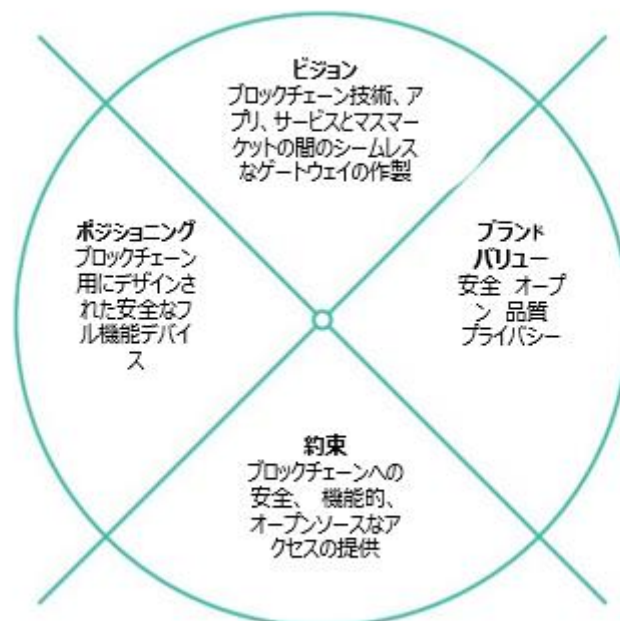 ビジョン
ブロックチェーン技術、ア
プリ、サービスとマスマー
ケットの間のシームレス
なゲートウェイの作製
ポジショニング
ブロックチェーン
用にデザインさ
れた安全なフ
ル機能デバイ
ス
ブランド
バリュー
安全 オープ
ン 品質
プライバシー
約束
ブロックチェーンへの
安全、 機能的、
オープンソースなア
クセスの提供